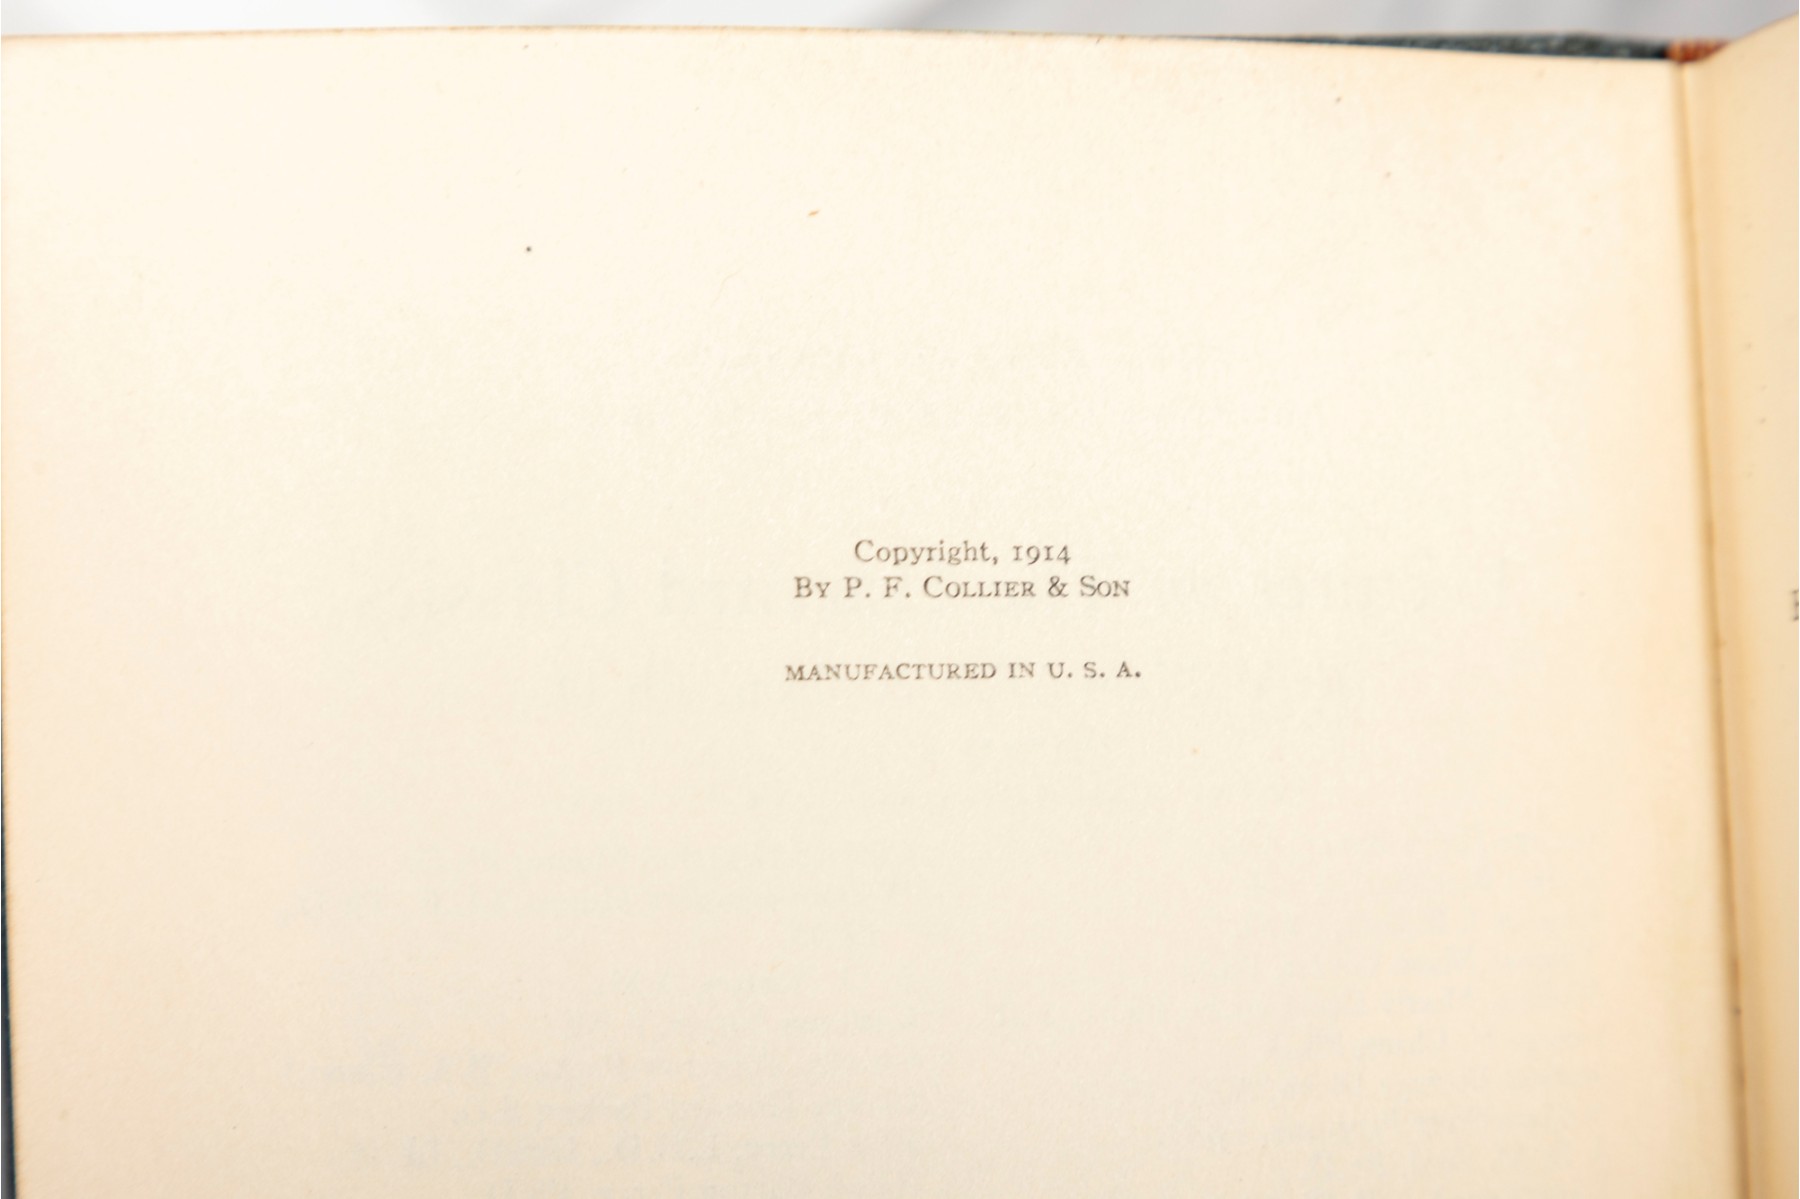 Copyright, 1914
By P. F. Collier & Son
MANUFACTURED IN U. S. A.